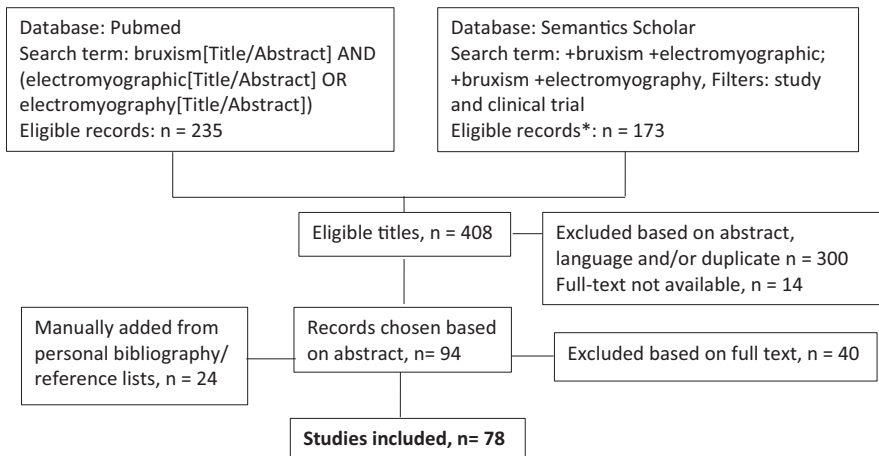 Database: Pubmed
Search term: bruxism[Title/Abstract] AND
(electromyographic[Title/Abstract] OR
electromyography[Title/Abstract])
Eligible records: n = 235
Database: Semantics Scholar
Search term: +bruxism +electromyographic;
+bruxism +electromyography, Filters: study
and clinical trial
Eligible records*: n = 173
Eligible titles, n = 408
Excluded based on abstract,
language and/or duplicate n = 300
Full-text not available, n = 14
Manually added from
personal bibliography/
reference lists, n = 24
Records chosen based
on abstract, n= 94
Excluded based on full text, n = 40
Studies included, n= 78